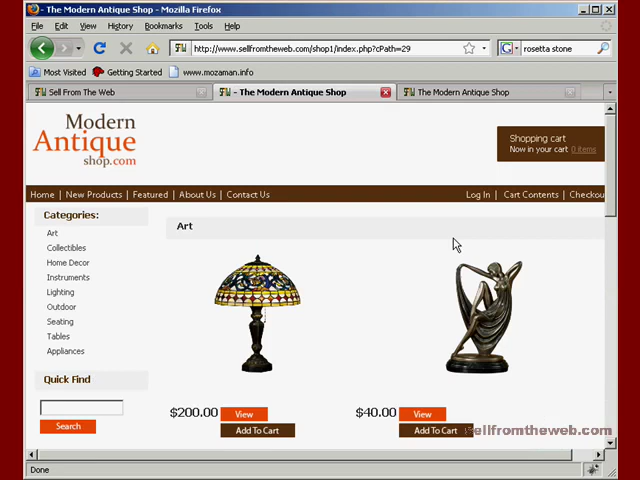 - The Modern Antique Shop - Mozilla Firefox
File Edit View History Bookmarks Tools Help
http://www.sellfromtheweb.com/shop1/index.php?cPath=29
rosetta stone
Most Visited Getting Started www.mozaman.info
Sell From The Web
- The Modern Antique Shop
The Modern Antique Shop
Modern
Antique
shop.com
Shopping cart
Now in your cart 0 items
Home | New Products | Featured | About Us | Contact Us
Log In | Cart Contents | Checkou
Categories:
Art
Collectibles
Home Decor
Instruments
Lighting
Outdoor
Seating
Tables
Appliances
Art
Quick Find
Search
$200.00 View
Add To Cart
$40.00 View
Add To Cart
sellfromtheweb.com
Done